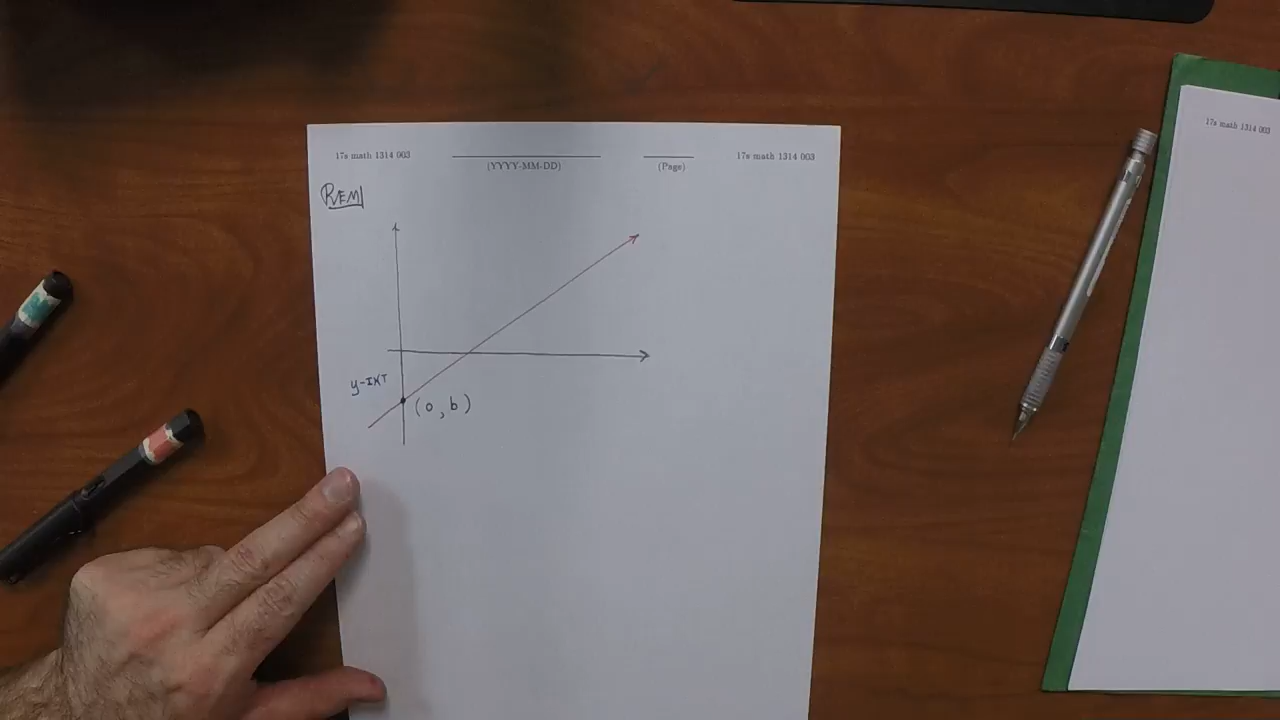 17s math 1314 003 (YYYY-MM-DD) (Page) 17s math 1314 003
REM
y-INT
(0, b)
17s math 1314 003